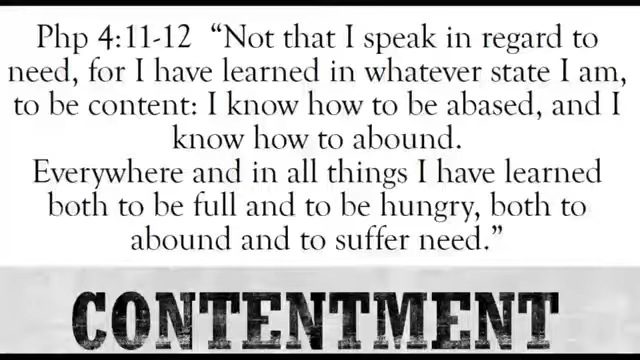 Php 4:11-12 “Not that I speak in regard to
need, for I have learned in whatever state I am,
to be content: I know how to be abased, and I
know how to abound.
Everywhere and in all things I have learned
both to be full and to be hungry, both to
abound and to suffer need.”
CONTENTMENT